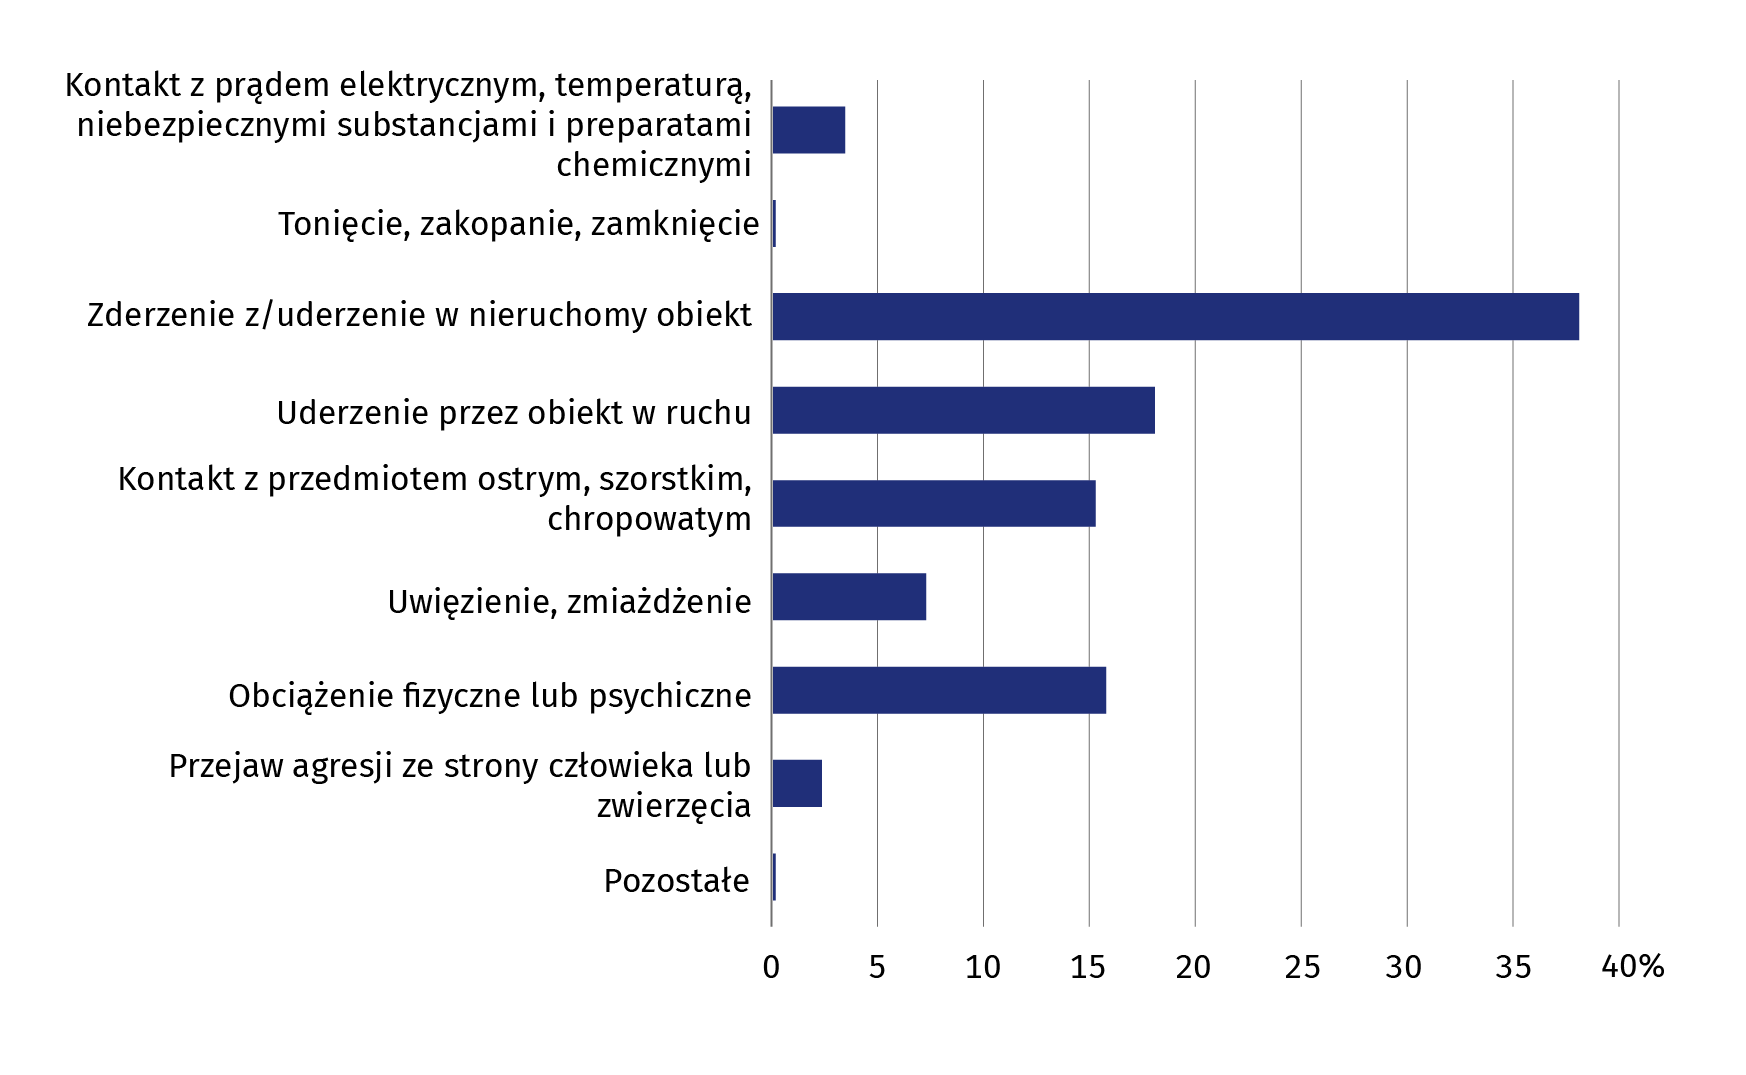 Kontakt z prądem elektrycznym, temperaturą,
niebezpiecznymi substancjami i preparatami
chemicznymi
Tonięcie, zakopanie, zamknięcie
Zderzenie z/uderzenie w nieruchomy obiekt
Uderzenie przez obiekt w ruchu
Kontakt z przedmiotem ostrym, szorstkim,
chropowatym
Uwięzienie, zmiażdżenie
Obciążenie fizyczne lub psychiczne
Przejaw agresji ze strony człowieka lub
zwierzęcia
Pozostałe
0 5 10 15 20 25 30 35 40%